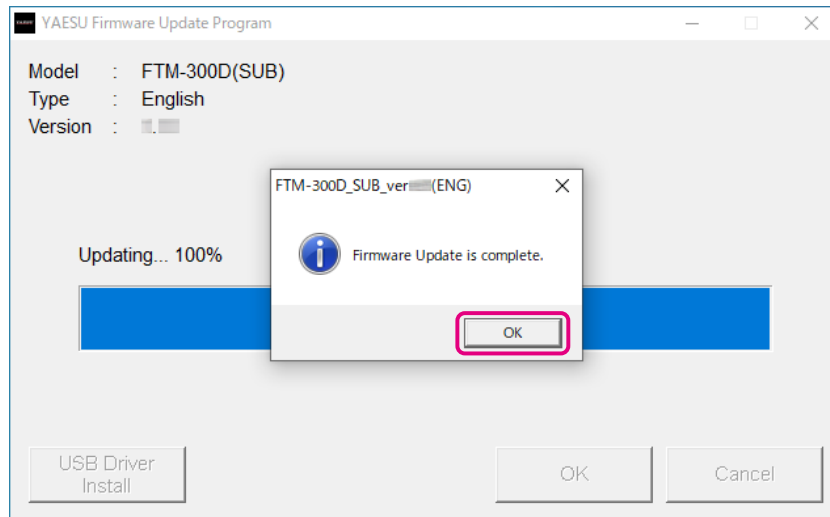 YAESU Firmware Update Program
Model : FTM-300D(SUB)
Type : English
Version :
FTM-300D_SUB_ver (ENG)
Firmware Update is complete.
Updating... 100%
OK
USB Driver
Install
OK
Cancel